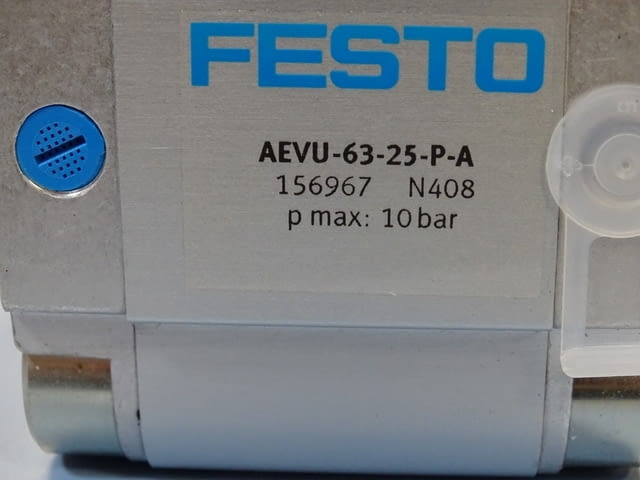 FESTO
AEVU-63-25-P-A
156967 N408
p max: 10 bar